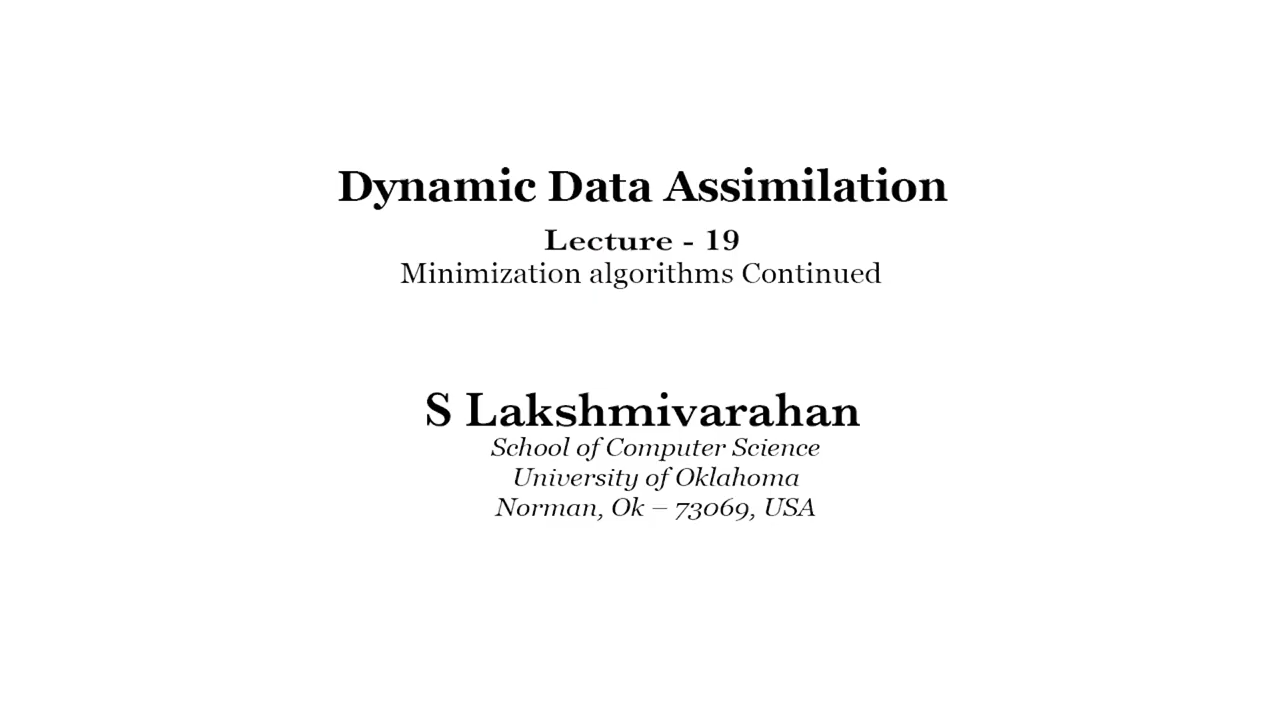 Dynamic Data Assimilation
Lecture - 19
Minimization algorithms Continued
S Lakshmivarahan
School of Computer Science
University of Oklahoma
Norman, Ok – 73069, USA